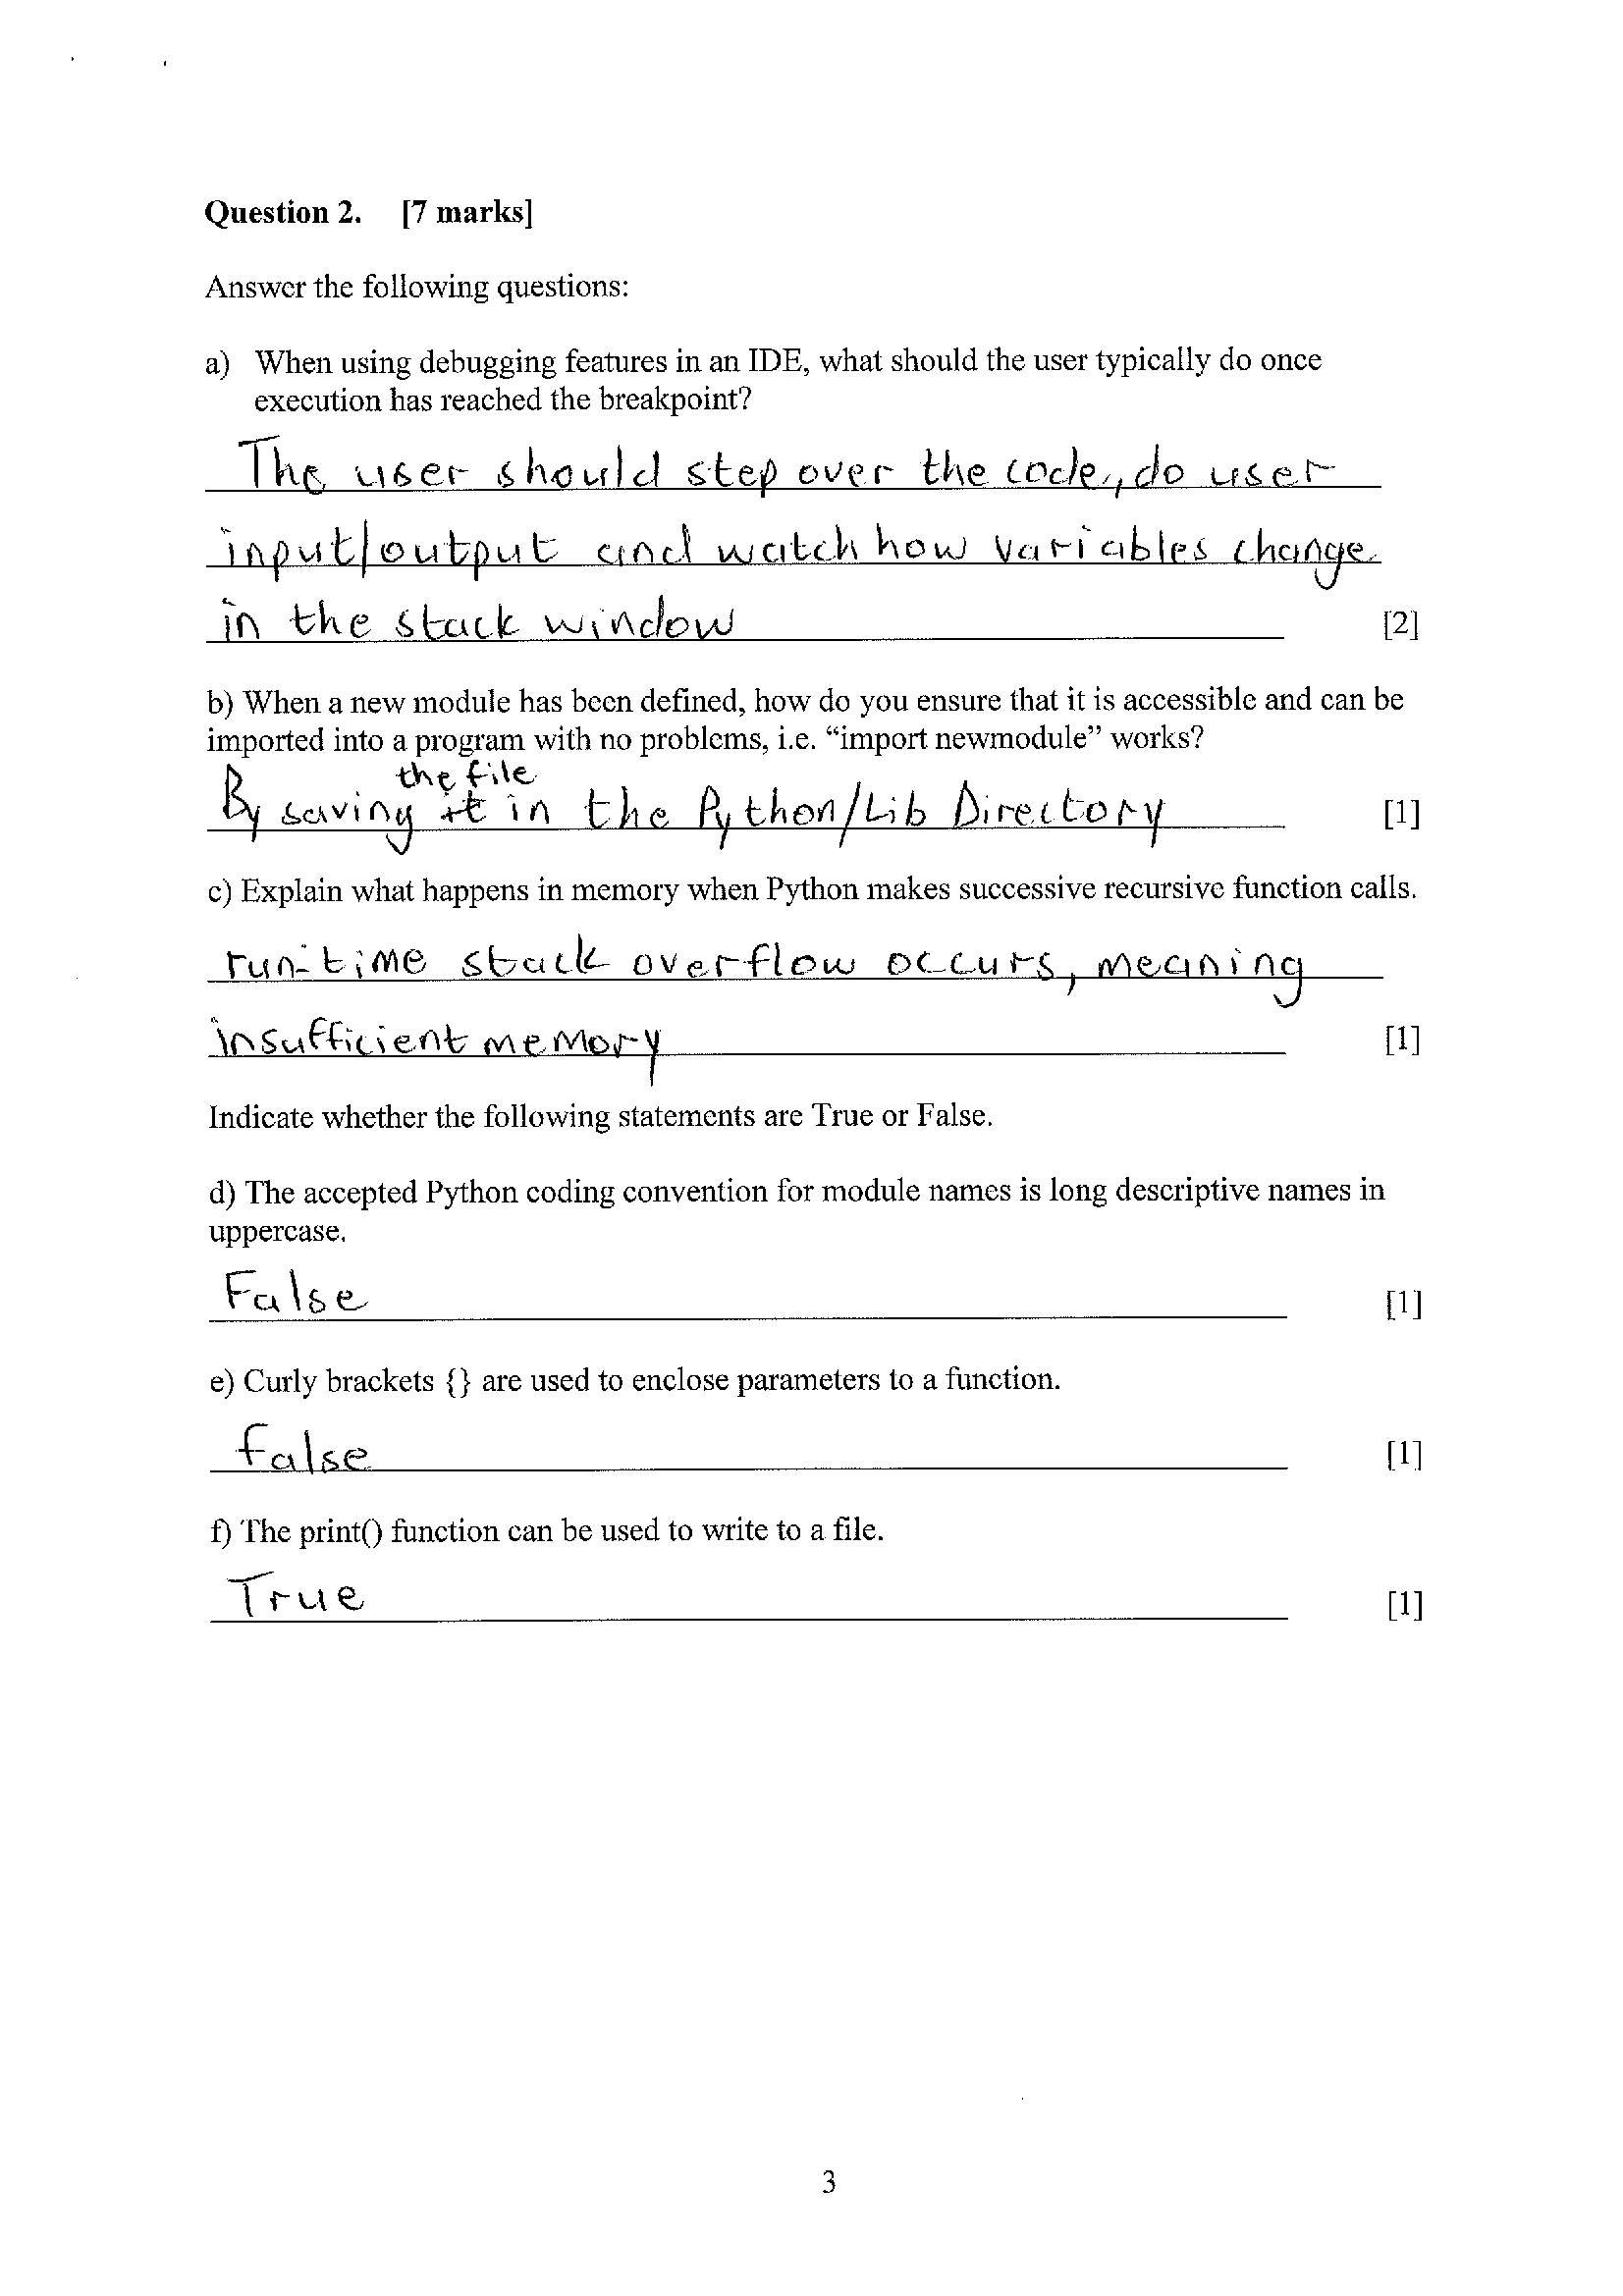 Question 2. [7 marks]
Answer the following questions:
a) When using debugging features in an IDE, what should the user typically do once
execution has reached the breakpoint?
The user should step over the code, do user
input/output and watch how variables change
in the stack window [2]
b) When a new module has been defined, how do you ensure that it is accessible and can be
imported into a program with no problems, i.e. “import newmodule” works?
the file
By saving it in the Python/Lib Directory [1]
c) Explain what happens in memory when Python makes successive recursive function calls.
run-time stack overflow occurs, meaning
insufficient memory [1]
Indicate whether the following statements are True or False.
d) The accepted Python coding convention for module names is long descriptive names in
uppercase.
False [1]
e) Curly brackets {} are used to enclose parameters to a function.
False [1]
f) The print() function can be used to write to a file.
True [1]
3